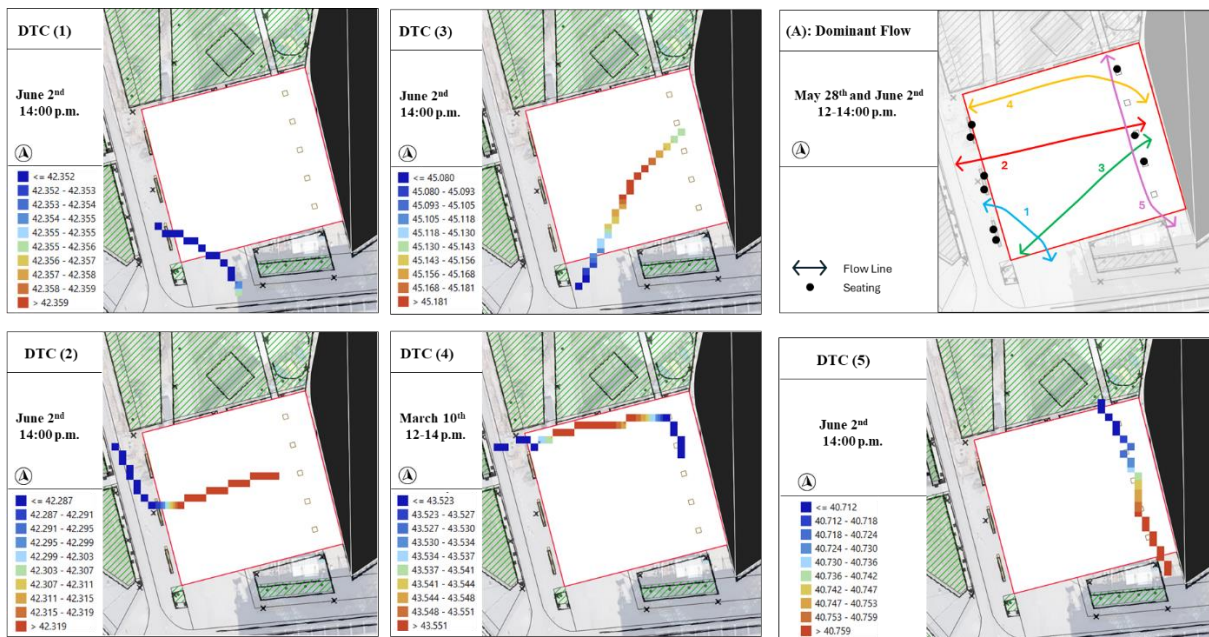 DTC (1)
June 2nd
14:00 p.m.
<= 42.352
42.352 - 42.353
42.353 - 42.354
42.354 - 42.355
42.355 - 42.355
42.355 - 42.356
42.356 - 42.357
42.357 - 42.358
42.358 - 42.359
> 42.359
DTC (3)
June 2nd
14:00 p.m.
<= 45.080
45.080 - 45.093
45.093 - 45.105
45.105 - 45.118
45.118 - 45.130
45.130 - 45.143
45.143 - 45.156
45.156 - 45.168
45.168 - 45.181
> 45.181
(A): Dominant Flow
May 28th and June 2nd
12-14:00 p.m.
Flow Line
Seating
4
2
3
1
5
DTC (2)
June 2nd
14:00 p.m.
<= 42.287
42.287 - 42.291
42.291 - 42.295
42.295 - 42.299
42.299 - 42.303
42.303 - 42.307
42.307 - 42.311
42.311 - 42.315
42.315 - 42.319
> 42.319
DTC (4)
March 10th
12-14 p.m.
<= 43.523
43.523 - 43.527
43.527 - 43.530
43.530 - 43.534
43.534 - 43.537
43.537 - 43.541
43.541 - 43.544
43.544 - 43.548
43.548 - 43.551
> 43.551
DTC (5)
June 2nd
14:00 p.m.
<= 40.712
40.712 - 40.718
40.718 - 40.724
40.724 - 40.730
40.730 - 40.736
40.736 - 40.742
40.742 - 40.747
40.747 - 40.753
40.753 - 40.759
> 40.759